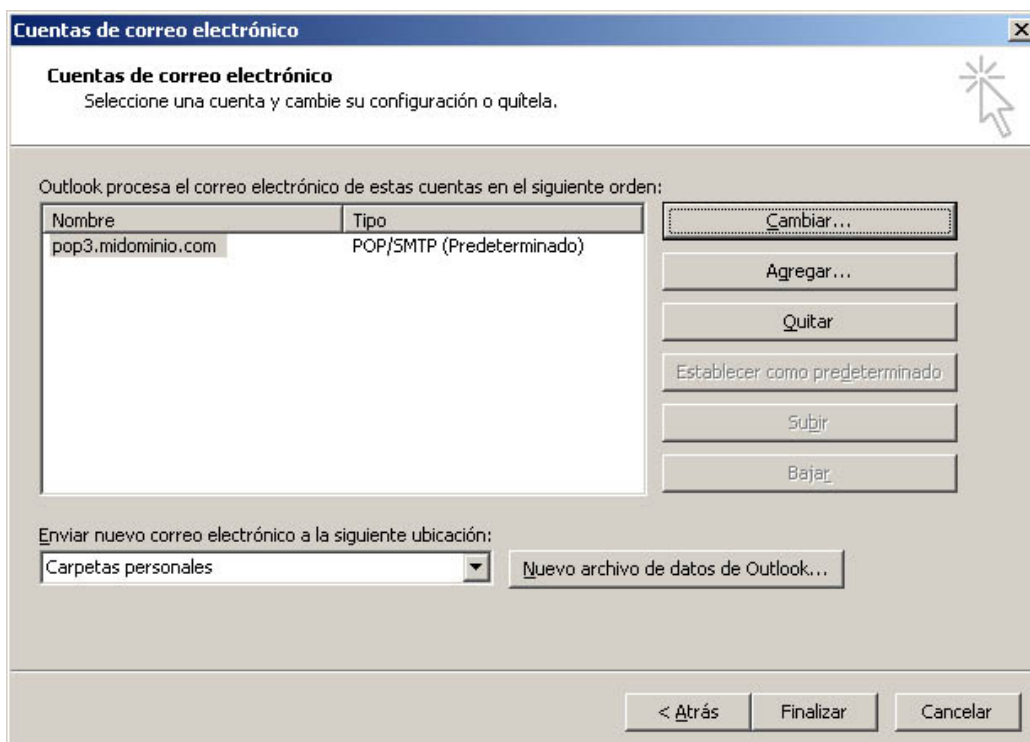 Cuentas de correo electrónico
Cuentas de correo electrónico
Seleccione una cuenta y cambie su configuración o quítela.
Outlook procesa el correo electrónico de estas cuentas en el siguiente orden:
Nombre Tipo
pop3.midominio.com POP/SMTP (Predeterminado)
Cambiar...
Agregar...
Quitar
Establecer como predeterminado
Subir
Bajar
Enviar nuevo correo electrónico a la siguiente ubicación:
Carpetas personales Nuevo archivo de datos de Outlook...
< Atrás Finalizar Cancelar